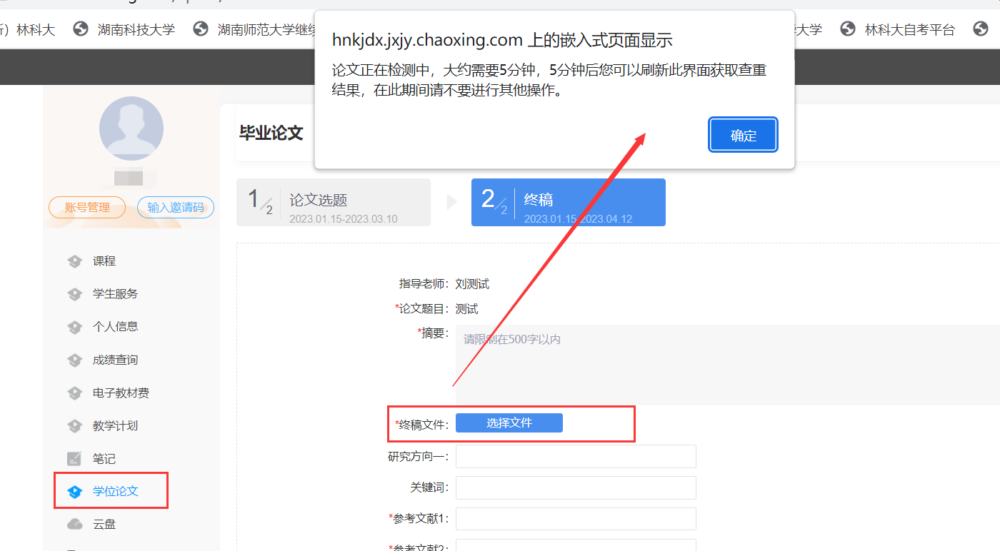 林科大
湖南科技大学
湖南师范大学继续
大学
林科大自考平台
hnkjdx.jxjy.chaoxing.com 上的嵌入式页面显示
论文正在检测中，大约需要5分钟，5分钟后您可以刷新此界面获取查重
结果，在此期间请不要进行其他操作。
确定
毕业论文
账号管理
输入邀请码
1/2 论文选题
2023.01.15-2023.03.10
2/2 终稿
2023.01.15-2023.04.12
课程
学生服务
个人信息
成绩查询
电子教材费
教学计划
笔记
学位论文
云盘
指导老师：刘测试
*论文题目：测试
*摘要：
请限制在500字以内
*终稿文件：选择文件
研究方向一：
关键词：
*参考文献1：
*参考文献2：